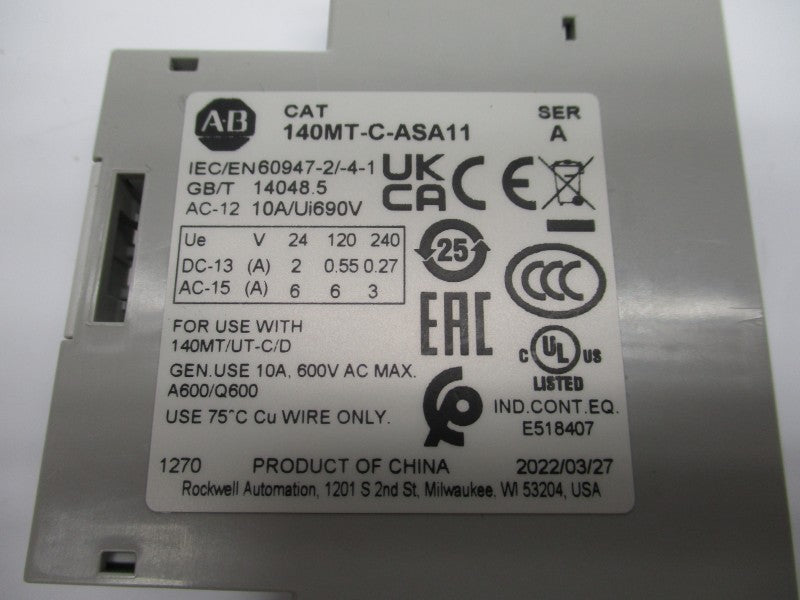 A-B CAT SER
140MT-C-ASA11 A
IEC/EN 60947-2/-4-1
GB/T 14048.5
AC-12 10A/Ui690V
UK
CA CE
Ue V 24 120 240
DC-13 (A) 2 0.55 0.27
AC-15 (A) 6 6 3
25
CCC
EAC
FOR USE WITH
140MT/UT-C/D
C UL US
LISTED
GEN.USE 10A, 600V AC MAX.
A600/Q600
IND.CONT.EQ.
E518407
USE 75°C Cu WIRE ONLY.
1270 PRODUCT OF CHINA 2022/03/27
Rockwell Automation, 1201 S 2nd St, Milwaukee, WI 53204, USA